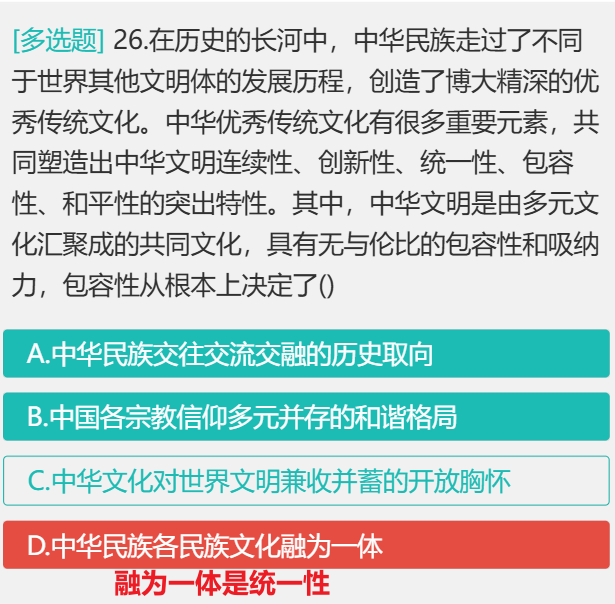 [多选题] 26.在历史的长河中，中华民族走过了不同
于世界其他文明体的发展历程，创造了博大精深的优
秀传统文化。中华优秀传统文化有很多重要元素，共
同塑造出中华文明连续性、创新性、统一性、包容
性、和平性的突出特性。其中，中华文明是由多元文
化汇聚成的共同文化，具有无与伦比的包容性和吸纳
力，包容性从根本上决定了()
A.中华民族交往交流交融的历史取向
B.中国各宗教信仰多元并存的和谐格局
C.中华文化对世界文明兼收并蓄的开放胸怀
D.中华民族各民族文化融为一体
融为一体是统一性